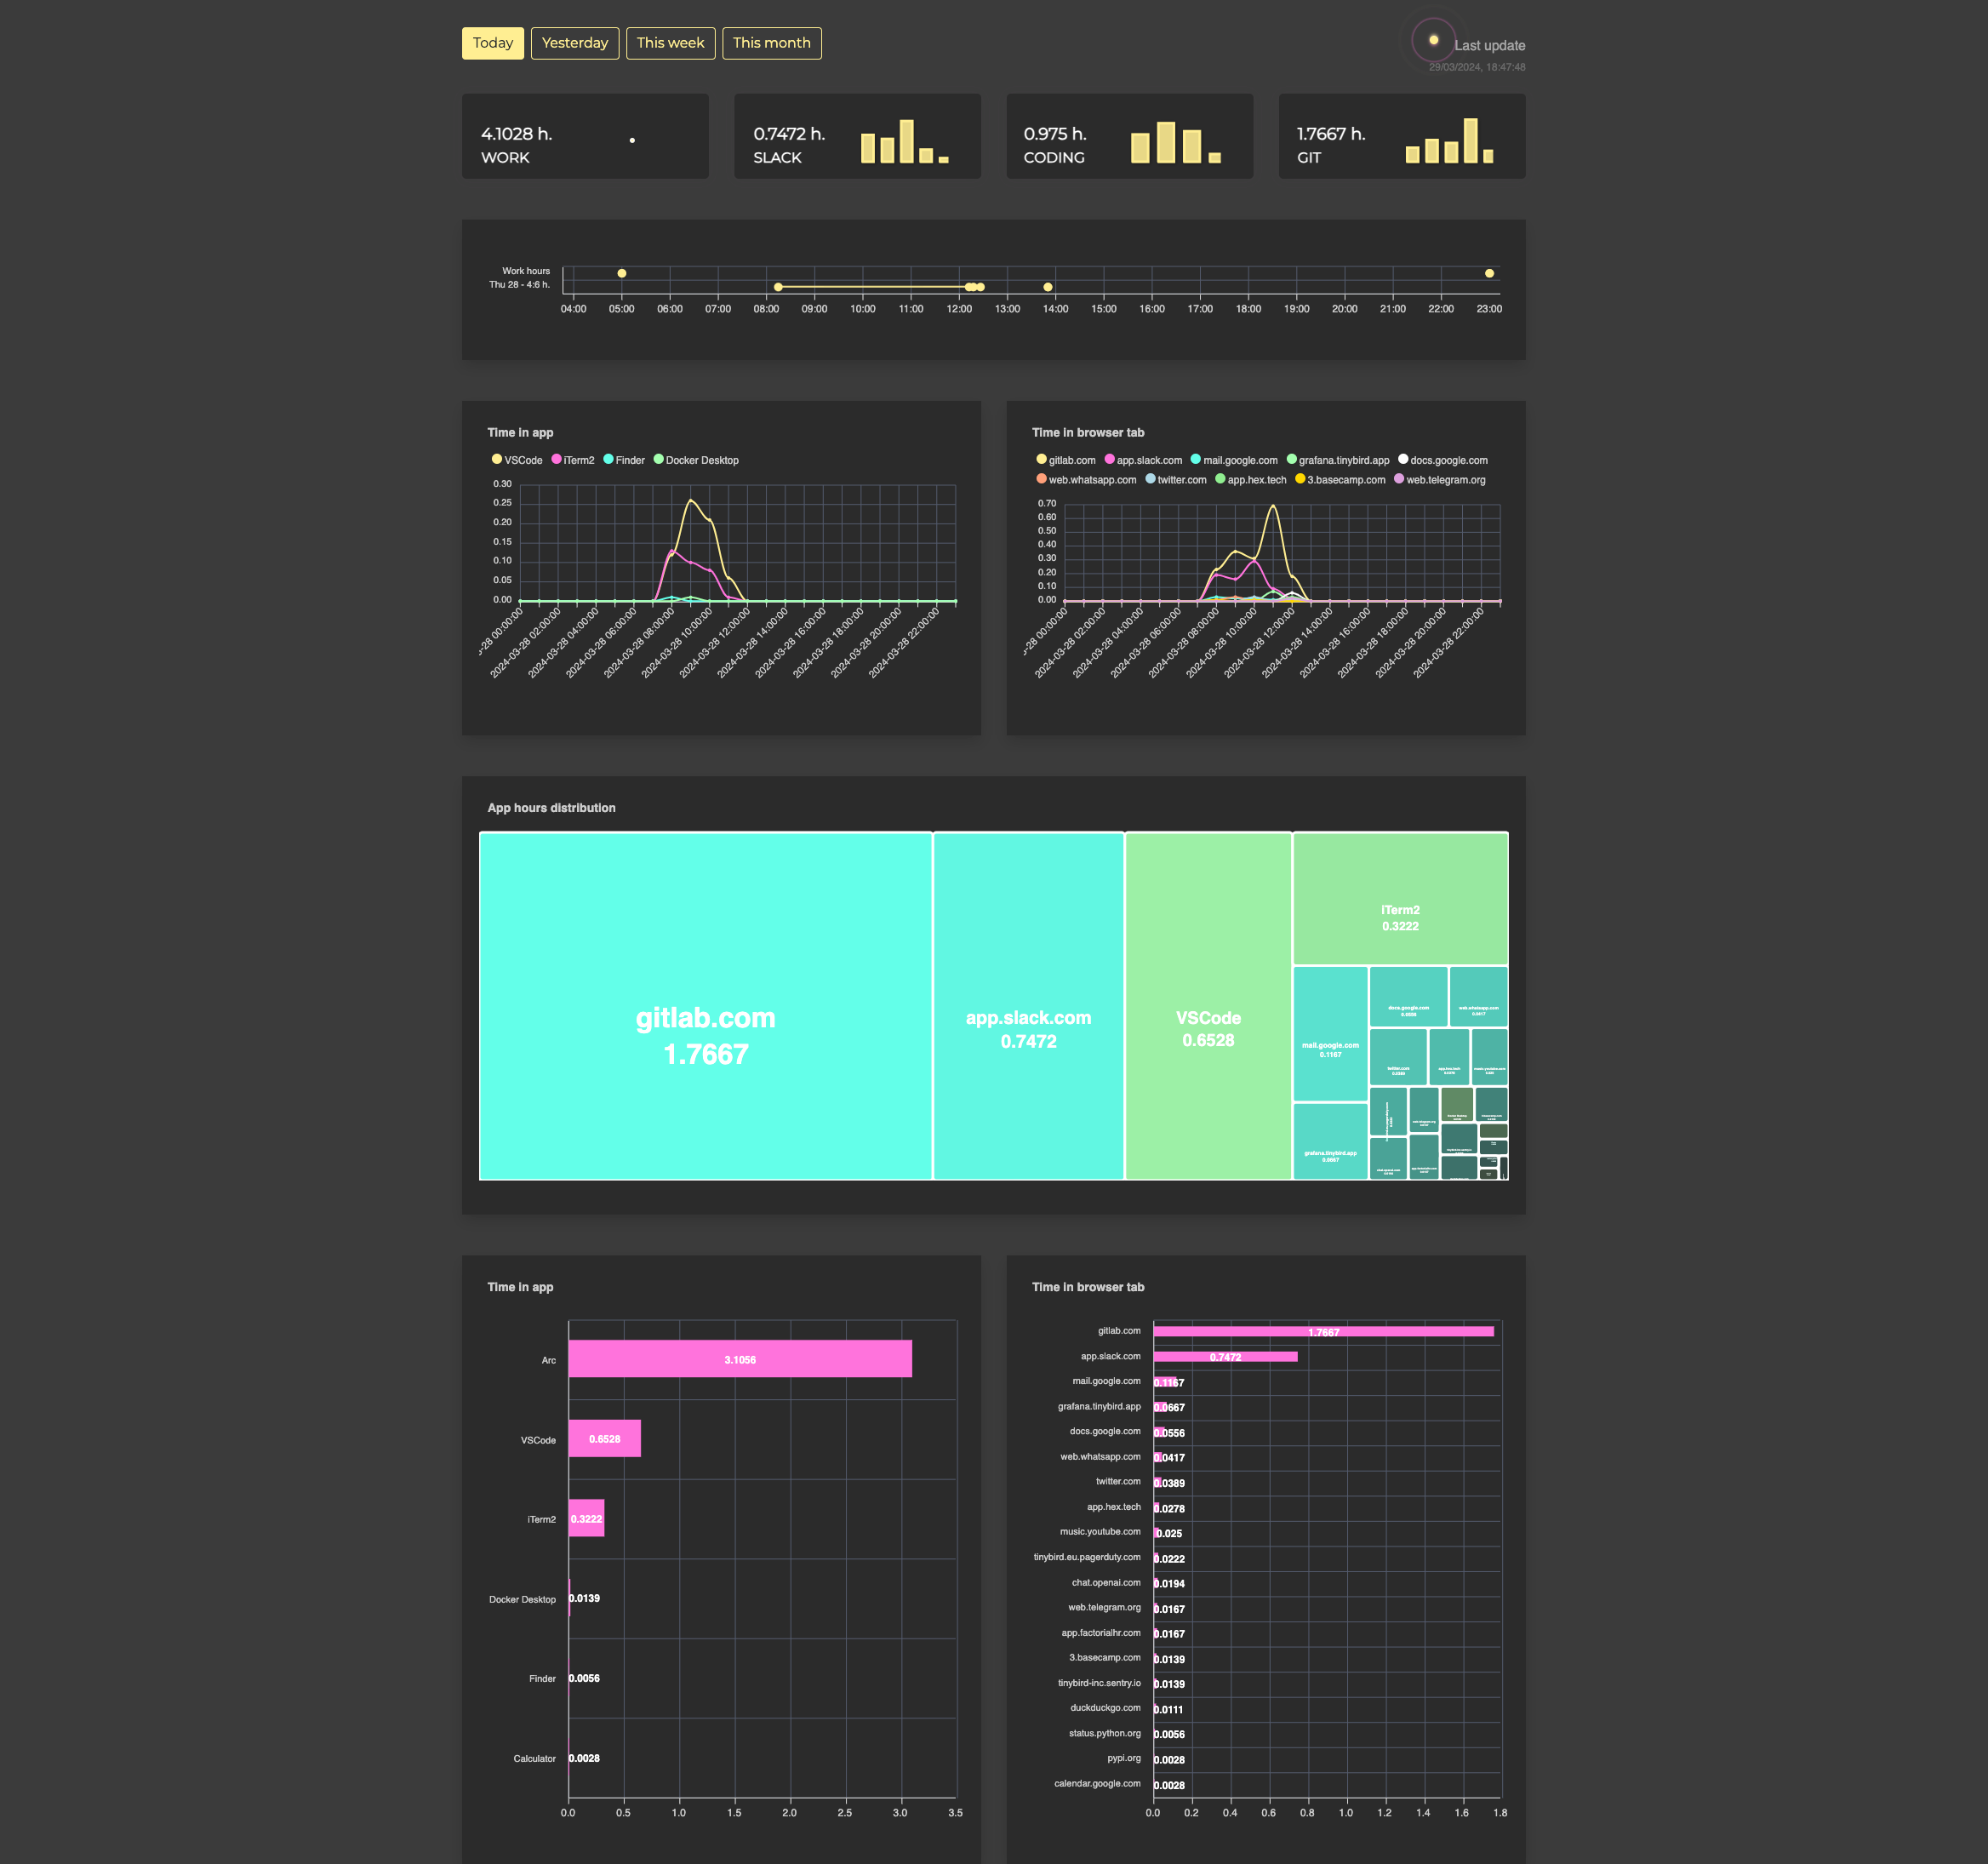 Today Yesterday This week This month
Last update
29/03/2024, 18:47:48
4.1028 h.
WORK
0.7472 h.
SLACK
0.975 h.
CODING
1.7667 h.
GIT
Work hours
Thu 28 - 4:6 h.
04:00 05:00 06:00 07:00 08:00 09:00 10:00 11:00 12:00 13:00 14:00 15:00 16:00 17:00 18:00 19:00 20:00 21:00 22:00 23:00
Time in app
VSCode iTerm2 Finder Docker Desktop
0.30
0.25
0.20
0.15
0.10
0.05
0.00
-28 00:00:00
2024-03-28 02:00:00
2024-03-28 04:00:00
2024-03-28 06:00:00
2024-03-28 08:00:00
2024-03-28 10:00:00
2024-03-28 12:00:00
2024-03-28 14:00:00
2024-03-28 16:00:00
2024-03-28 18:00:00
2024-03-28 20:00:00
2024-03-28 22:00:00
Time in browser tab
gitlab.com app.slack.com mail.google.com grafana.tinybird.app docs.google.com
web.whatsapp.com twitter.com app.hex.tech 3.basecamp.com web.telegram.org
0.70
0.60
0.50
0.40
0.30
0.20
0.10
0.00
-28 00:00:00
2024-03-28 02:00:00
2024-03-28 04:00:00
2024-03-28 06:00:00
2024-03-28 08:00:00
2024-03-28 10:00:00
2024-03-28 12:00:00
2024-03-28 14:00:00
2024-03-28 16:00:00
2024-03-28 18:00:00
2024-03-28 20:00:00
2024-03-28 22:00:00
App hours distribution
gitlab.com
1.7667
app.slack.com
0.7472
VSCode
0.6528
iTerm2
0.3222
mail.google.com
0.1167
grafana.tinybird.app
0.0667
docs.google.com
0.0556
web.whatsapp.com
0.0417
twitter.com
0.0389
app.hex.tech
0.0278
music.youtube.com
0.025
Time in app
Arc 3.1056
VSCode 0.6528
iTerm2 0.3222
Docker Desktop 0.0139
Finder 0.0056
Calculator 0.0028
0.0 0.5 1.0 1.5 2.0 2.5 3.0 3.5
Time in browser tab
gitlab.com 1.7667
app.slack.com 0.7472
mail.google.com 0.1167
grafana.tinybird.app 0.0667
docs.google.com 0.0556
web.whatsapp.com 0.0417
twitter.com 0.0389
app.hex.tech 0.0278
music.youtube.com 0.025
tinybird.eu.pagerduty.com 0.0222
chat.openai.com 0.0194
web.telegram.org 0.0167
app.factorialhr.com 0.0167
3.basecamp.com 0.0139
tinybird-inc.sentry.io 0.0139
duckduckgo.com 0.0111
status.python.org 0.0056
pypi.org 0.0028
calendar.google.com 0.0028
0.0 0.2 0.4 0.6 0.8 1.0 1.2 1.4 1.6 1.8